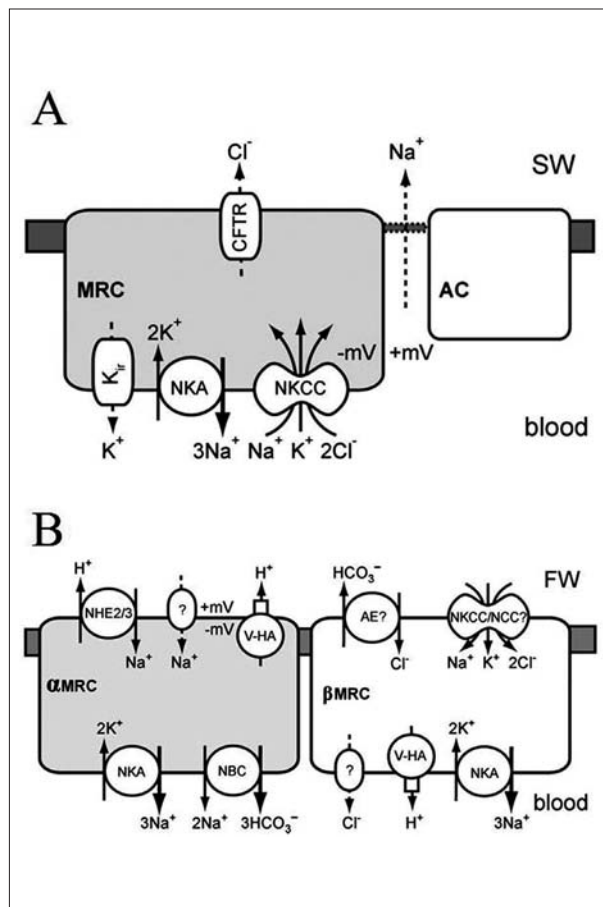 A
Cl⁻ Na⁺ SW
CFTR
MRC AC
2K⁺ -mV +mV
K ir NKA NKCC
blood
K⁺ 3Na⁺ Na⁺ K⁺ 2Cl⁻
B
H⁺ H⁺ HCO₃⁻ FW
NHE2/3 ? +mV AE? NKCC/NCC?
-mV V-HA
Na⁺ Na⁺ Cl⁻ Na⁺ K⁺ 2Cl⁻
αMRC βMRC
2K⁺ V-HA 2K⁺
NKA NBC ? NKA
blood
3Na⁺ 2Na⁺ 3HCO₃⁻ Cl⁻ H⁺ 3Na⁺